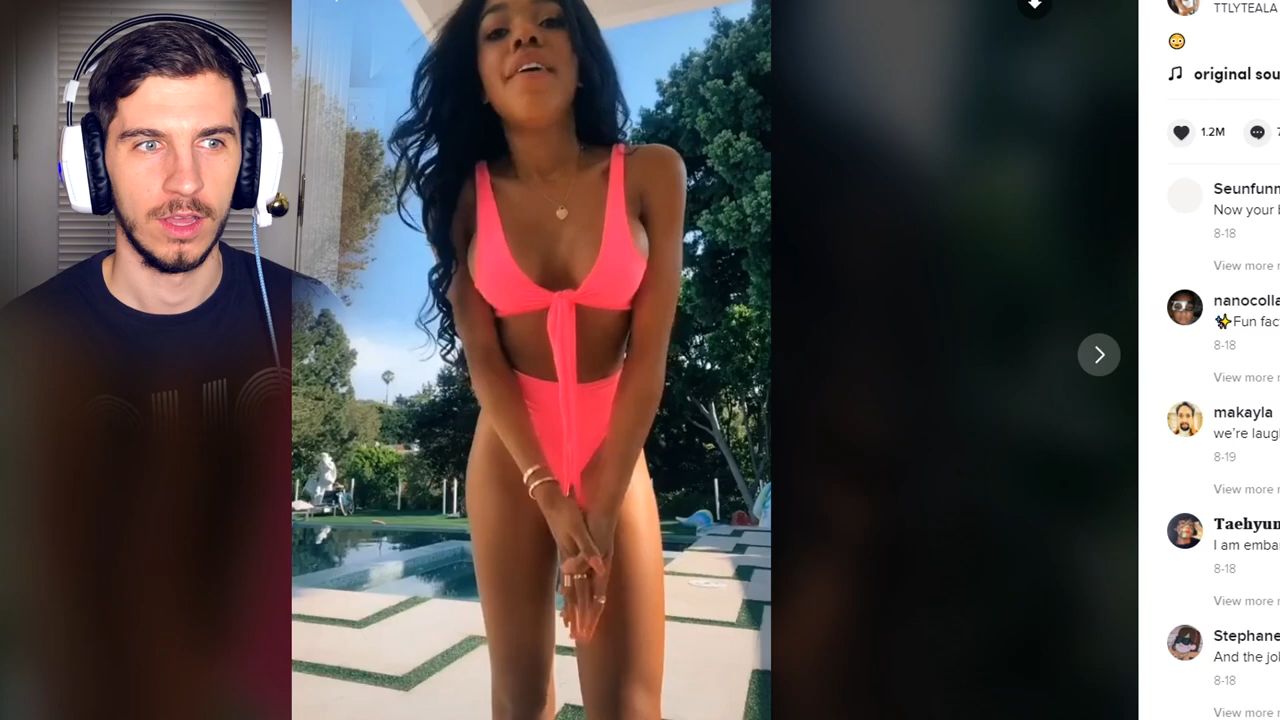 TTLYTEALA
original sou
1.2M
Seunfunm
Now your
8-18
View more
nanocolla
Fun fac
8-18
View more
makayla
we're laug
8-19
View more
Taehyun
I am emba
8-18
View more
Stephane
And the jol
8-18
View more